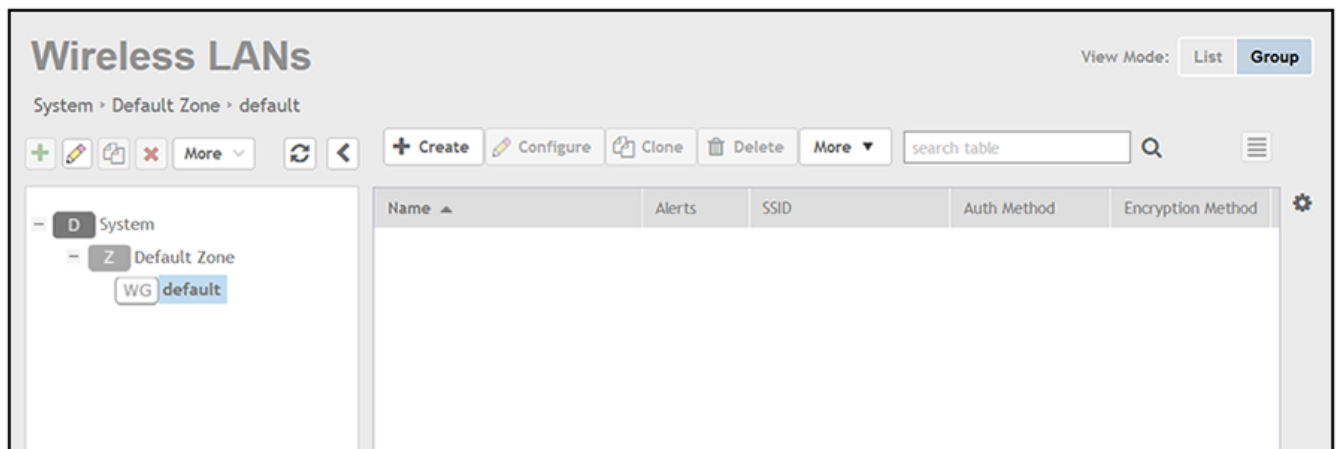 Wireless LANs
View Mode: List Group
System > Default Zone > default
More
Create Configure Clone Delete More search table
Name Alerts SSID Auth Method Encryption Method
D System
Z Default Zone
WG default